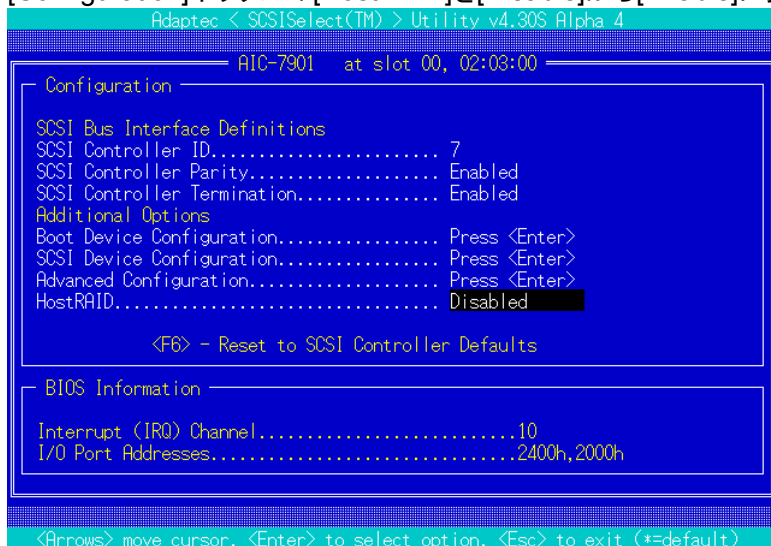 Adaptec < SCSISelect(TM) > Utility v4.30S Alpha 4
AIC-7901 at slot 00, 02:03:00
Configuration
SCSI Bus Interface Definitions
SCSI Controller ID........................ 7
SCSI Controller Parity.................... Enabled
SCSI Controller Termination............... Enabled
Additional Options
Boot Device Configuration................. Press <Enter>
SCSI Device Configuration................. Press <Enter>
Advanced Configuration.................... Press <Enter>
HostRAID.................................. Disabled
<F6> - Reset to SCSI Controller Defaults
BIOS Information
Interrupt (IRQ) Channel...........................10
I/O Port Addresses................................2400h,2000h
<Arrows> move cursor, <Enter> to select option, <Esc> to exit (*=default)